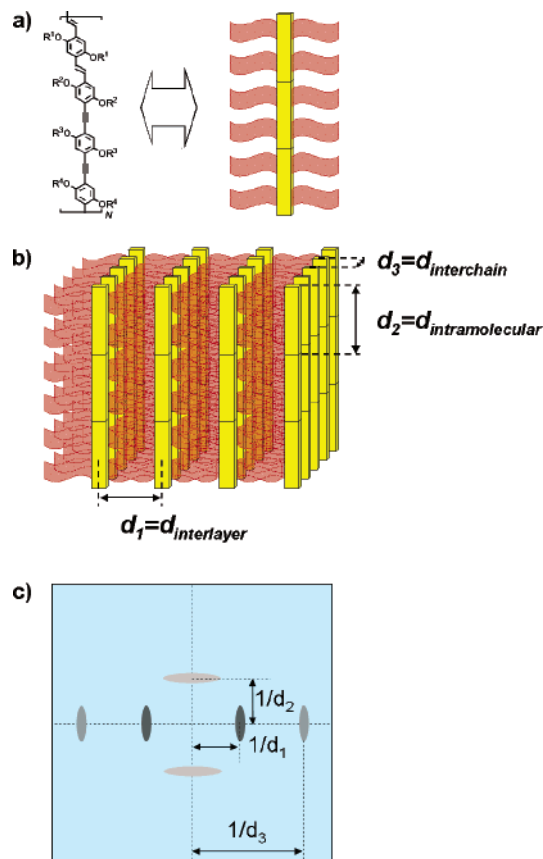 a)
R¹O
OR¹
R²O
OR²
R³O
OR³
R⁴O
OR⁴
N
b)
d₃=d_interchain
d₂=d_intramolecular
d₁=d_interlayer
c)
1/d₂
1/d₁
1/d₃